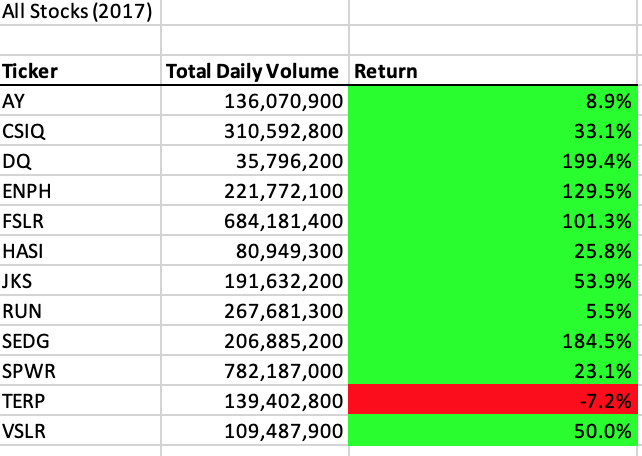 All Stocks (2017)
Ticker Total Daily Volume Return
AY 136,070,900 8.9%
CSIQ 310,592,800 33.1%
DQ 35,796,200 199.4%
ENPH 221,772,100 129.5%
FSLR 684,181,400 101.3%
HASI 80,949,300 25.8%
JKS 191,632,200 53.9%
RUN 267,681,300 5.5%
SEDG 206,885,200 184.5%
SPWR 782,187,000 23.1%
TERP 139,402,800 -7.2%
VSLR 109,487,900 50.0%